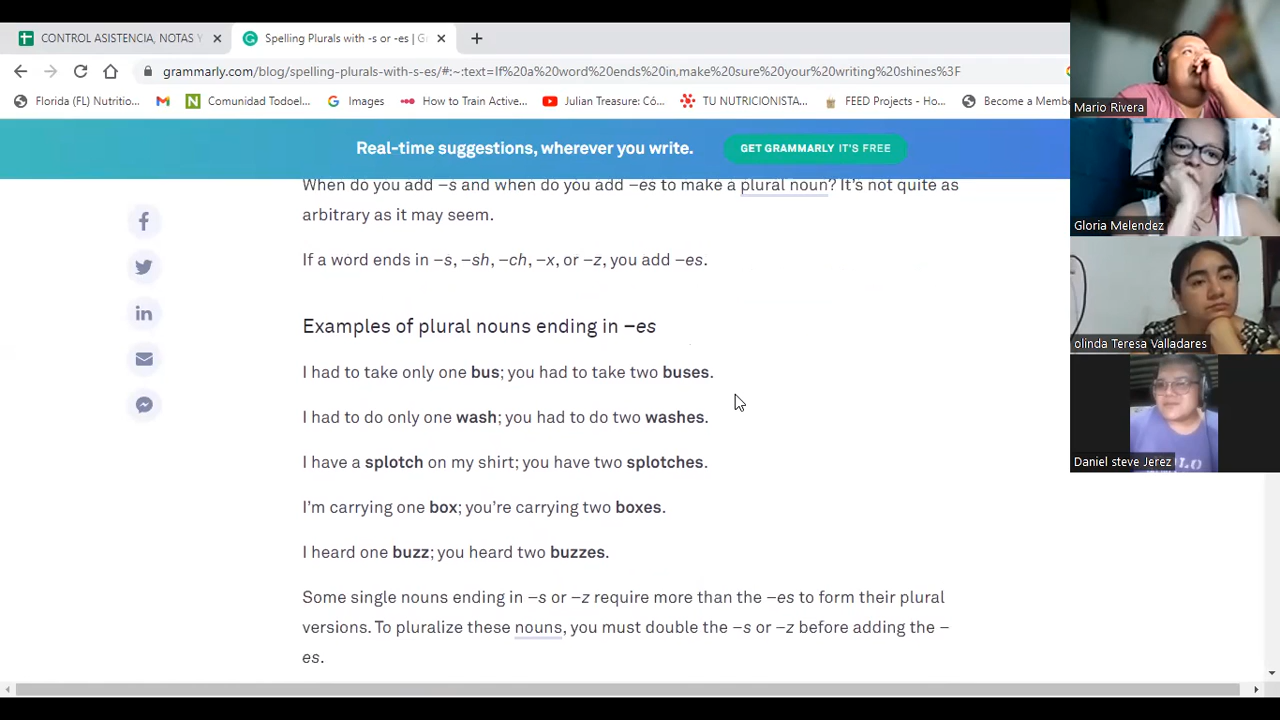 CONTROL ASISTENCIA, NOTAS Y
Spelling Plurals with -s or -es | G
grammarly.com/blog/spelling-plurals-with-s-es/#:~:text=If%20a%20word%20ends%20in,make%20sure%20your%20writing%20shines%3F
Florida (FL) Nutritio...
Comunidad Todoel...
Images
How to Train Active...
Julian Treasure: Có...
TU NUTRICIONISTA...
FEED Projects - Ho...
Become a Membe
Real-time suggestions, wherever you write.
GET GRAMMARLY IT'S FREE
When do you add –s and when do you add –es to make a plural noun? It's not quite as
arbitrary as it may seem.
If a word ends in –s, –sh, –ch, –x, or –z, you add –es.
Examples of plural nouns ending in –es
I had to take only one bus; you had to take two buses.
I had to do only one wash; you had to do two washes.
I have a splotch on my shirt; you have two splotches.
I'm carrying one box; you're carrying two boxes.
I heard one buzz; you heard two buzzes.
Some single nouns ending in –s or –z require more than the –es to form their plural
versions. To pluralize these nouns, you must double the –s or –z before adding the –
es.
Mario Rivera
Gloria Melendez
olinda Teresa Valladares
Daniel steve Jerez